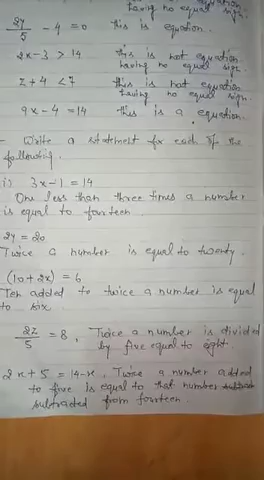 having no equal sign
2y/5 - 4 = 0 this is equation.
2x - 3 > 14 this is not equation
having no equal sign.
z + 4 < 7 this is not equation
having no equal sign
9x - 4 = 14 this is a equation.
- Write a statement for each of the
following.
i) 3x - 1 = 14
One less than three times a number
is equal to fourteen.
2y = 20
Twice a number is equal to twenty.
(10 + 2x) = 6
Ten added to twice a number is equal
to six.
2z/5 = 8, Twice a number is divided
by five equal to eight.
2x + 5 = 14 - x. Twice a number added
to five is equal to that number
subtracted from fourteen.